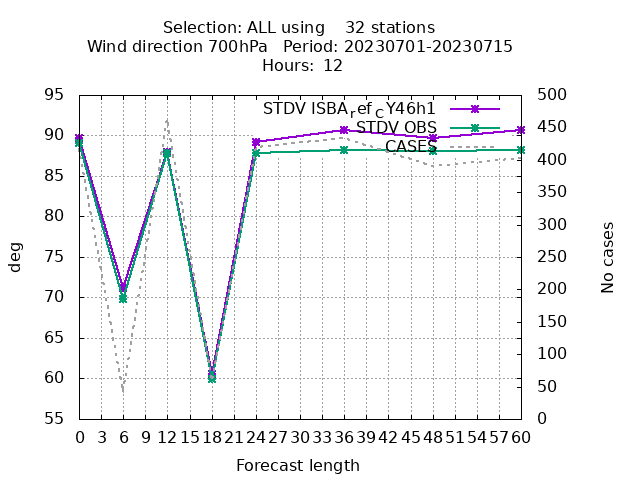 Selection: ALL using    32 stations
Wind direction 700hPa   Period: 20230701-20230715
Hours:  12
STDV ISBA_ref_CY46h1
STDV OBS
CASES
95
90
85
80
75
70
65
60
55
500
450
400
350
300
250
200
150
100
50
0
deg
No cases
0 3 6 9 12 15 18 21 24 27 30 33 36 39 42 45 48 51 54 57 60
Forecast length